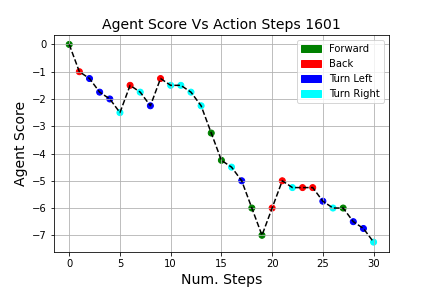 Agent Score Vs Action Steps 1601
Agent Score
0
−1
−2
−3
−4
−5
−6
−7
Forward
Back
Turn Left
Turn Right
0 5 10 15 20 25 30
Num. Steps